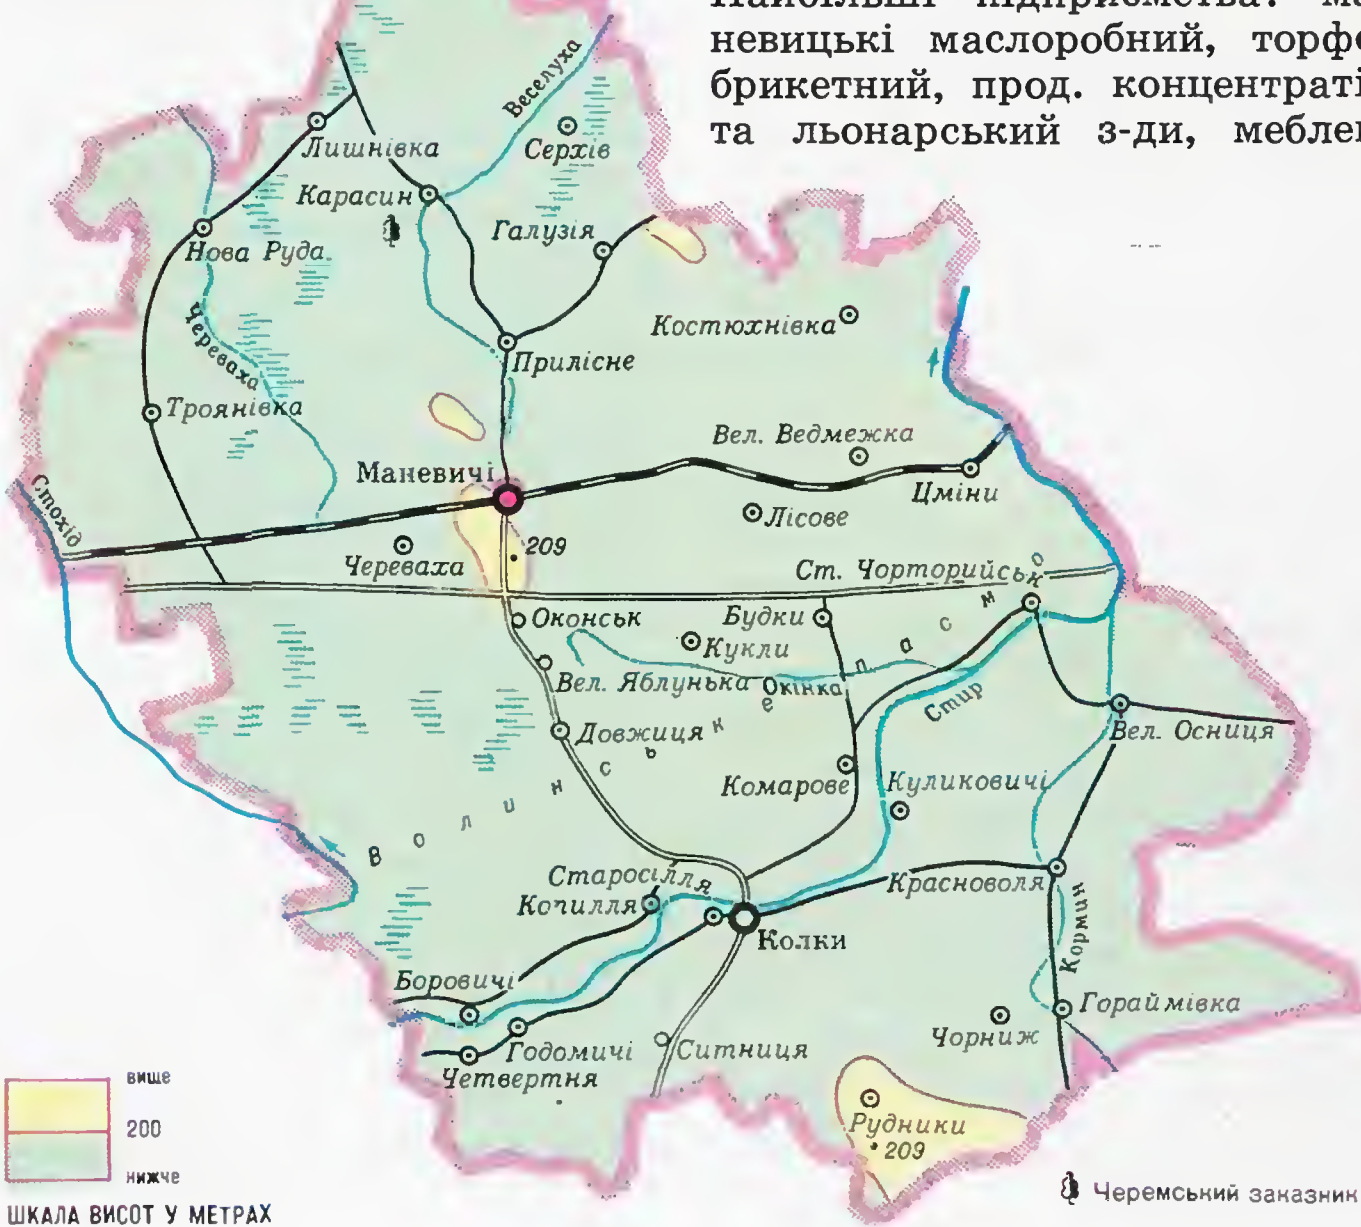 невицькі маслоробний, торфо
брикетний, прод. концентраті
та льонарський з-ди, мебле
Веселуха
Лишнівка
Серхів
Карасин
Галузія
Нова Руда
Череваха
Костюхнівка
Прилісне
Троянівка
Вел. Ведмежка
Маневичі
Цміни
Стохід
Лісове
209
Череваха
Ст. Чорторийськ
Оконськ
Будки
Кукли
Вел. Яблунька
Окінка
Стир
Довжиця
Вел. Осниця
Волинське пасмо
Комарове
Куликовичі
Старосілля
Копилля
Красноволя
Колки
Кормин
Боровичі
Гораймівка
Чорниж
Годомичі
Ситниця
Четвертня
Рудники
209
вище
200
нижче
ШКАЛА ВИСОТ У МЕТРАХ
Черемський заказник